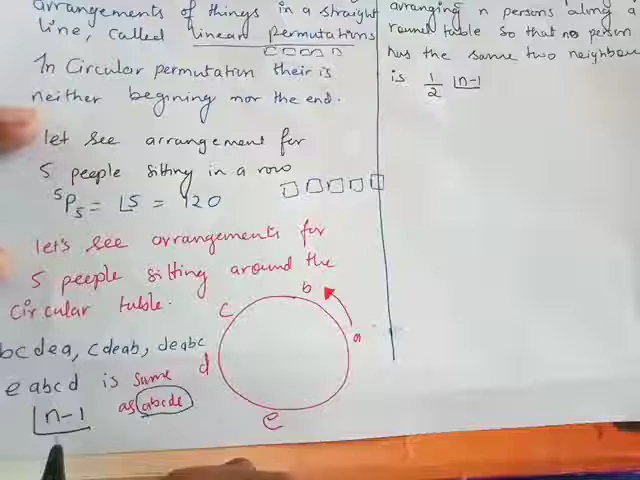 arrangements of things in a straight
line, called linear permutations
In Circular permutation their is
neither begining nor the end.
let see arrangement for
5 peeple sitting in a row
⁵P₅ = ⌊5 = 120
let's see arrangements for
5 peeple sitting around the
circular table.
bcdea, cdeab, deabc
eabcd is same
as abcde
⌊n-1
a
b
c
d
e
arranging n persons along a
round table so that no person
has the same two neighbour
is 1/2 ⌊n-1